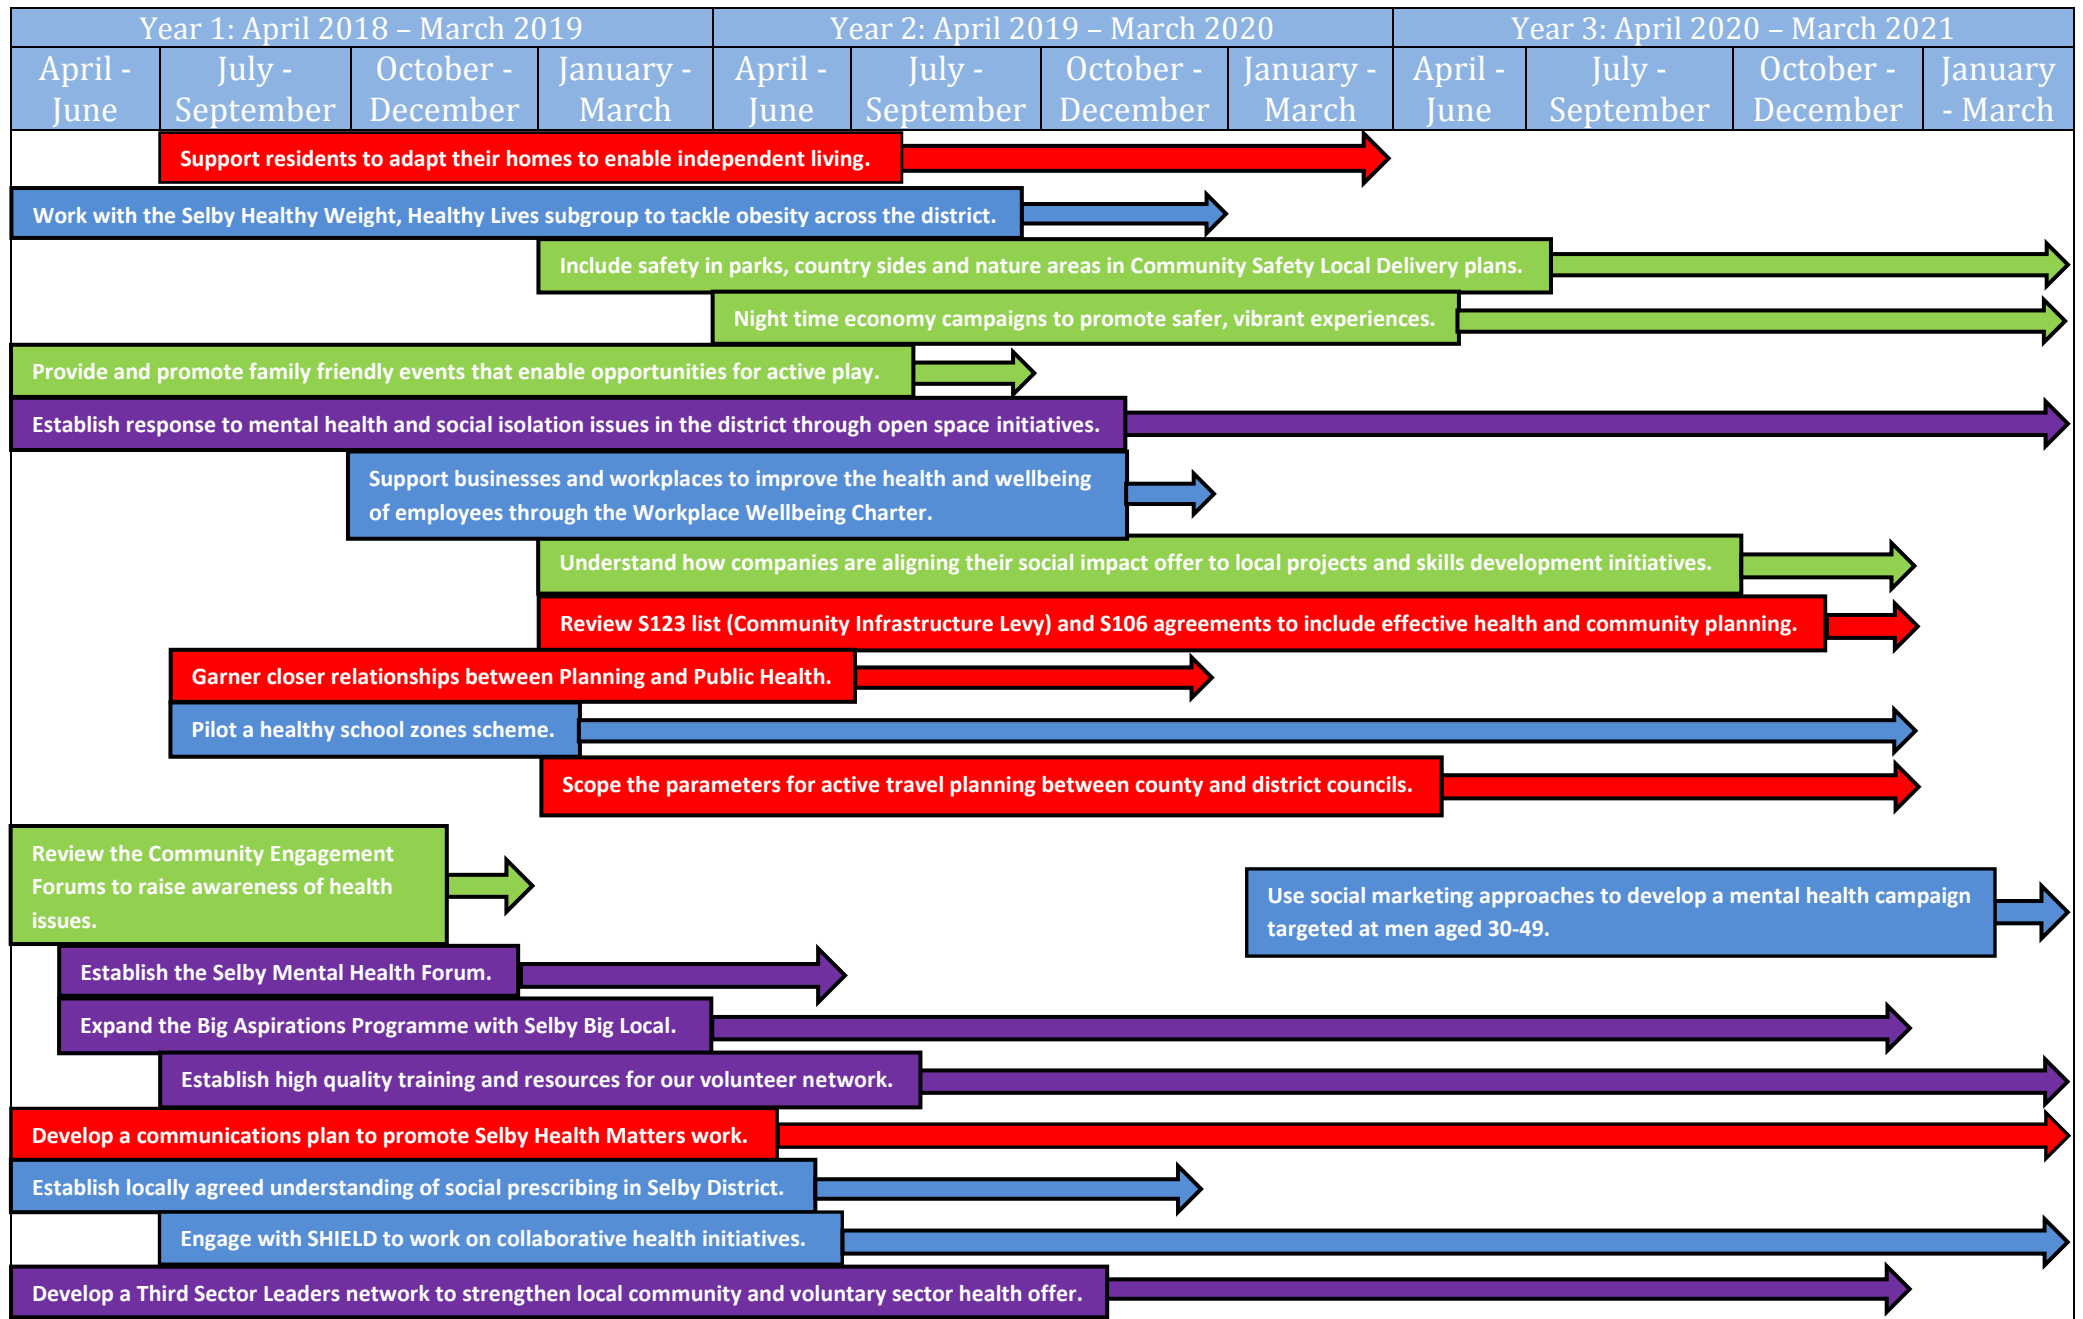 Year 1: April 2018 – March 2019
Year 2: April 2019 – March 2020
Year 3: April 2020 – March 2021
April -
June
July -
September
October -
December
January -
March
April -
June
July -
September
October -
December
January -
March
April -
June
July -
September
October -
December
January
- March
Support residents to adapt their homes to enable independent living.
Work with the Selby Healthy Weight, Healthy Lives subgroup to tackle obesity across the district.
Include safety in parks, country sides and nature areas in Community Safety Local Delivery plans.
Night time economy campaigns to promote safer, vibrant experiences.
Provide and promote family friendly events that enable opportunities for active play.
Establish response to mental health and social isolation issues in the district through open space initiatives.
Support businesses and workplaces to improve the health and wellbeing
of employees through the Workplace Wellbeing Charter.
Understand how companies are aligning their social impact offer to local projects and skills development initiatives.
Review S123 list (Community Infrastructure Levy) and S106 agreements to include effective health and community planning.
Garner closer relationships between Planning and Public Health.
Pilot a healthy school zones scheme.
Scope the parameters for active travel planning between county and district councils.
Review the Community Engagement
Forums to raise awareness of health
issues.
Use social marketing approaches to develop a mental health campaign
targeted at men aged 30-49.
Establish the Selby Mental Health Forum.
Expand the Big Aspirations Programme with Selby Big Local.
Establish high quality training and resources for our volunteer network.
Develop a communications plan to promote Selby Health Matters work.
Establish locally agreed understanding of social prescribing in Selby District.
Engage with SHIELD to work on collaborative health initiatives.
Develop a Third Sector Leaders network to strengthen local community and voluntary sector health offer.